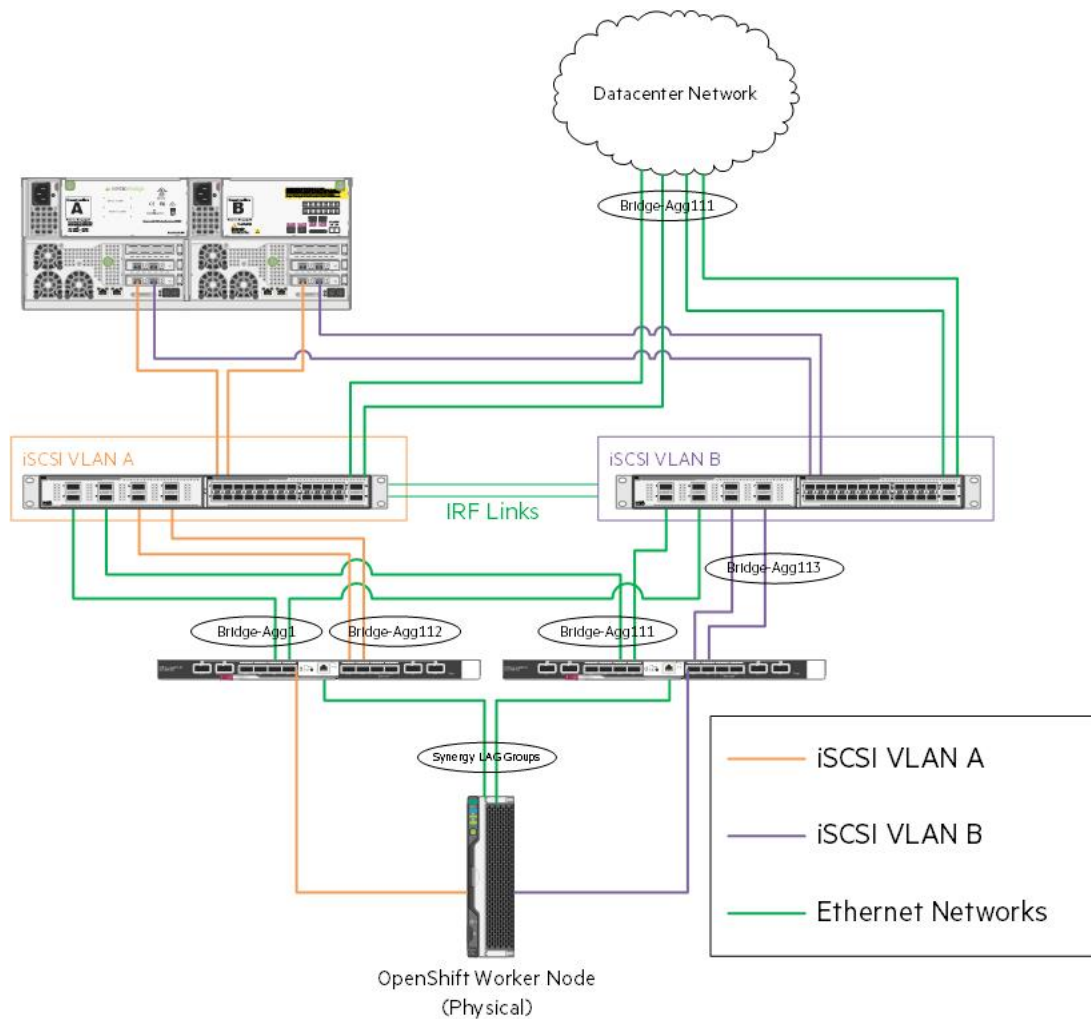 Datacenter Network
Bridge-Agg111
A
B
iSCSI VLAN A
iSCSI VLAN B
IRF Links
Bridge-Agg113
Bridge-Agg1
Bridge-Agg112
Bridge-Agg111
Synergy LAG Groups
iSCSI VLAN A
iSCSI VLAN B
Ethernet Networks
OpenShift Worker Node
(Physical)